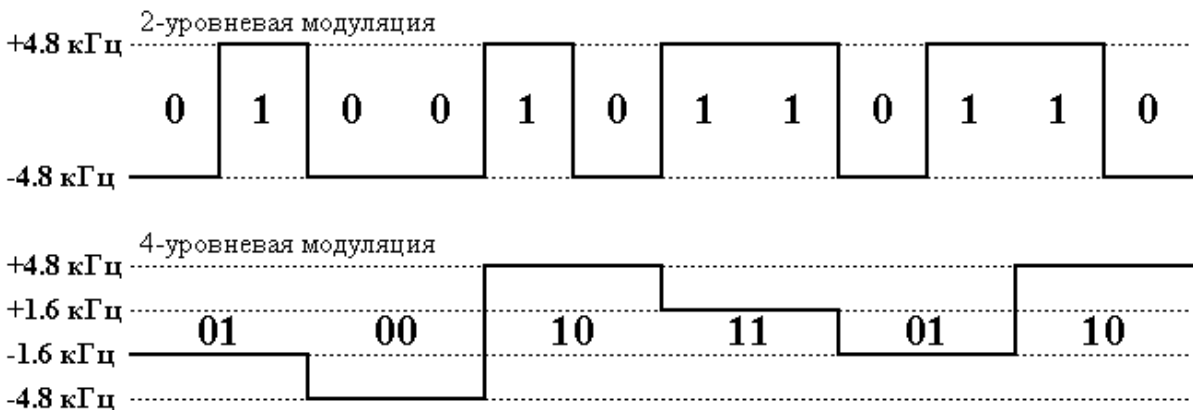 2-уровневая модуляция
+4.8 кГц
0 1 0 0 1 0 1 1 0 1 1 0
-4.8 кГц
4-уровневая модуляция
+4.8 кГц
+1.6 кГц
01 00 10 11 01 10
-1.6 кГц
-4.8 кГц